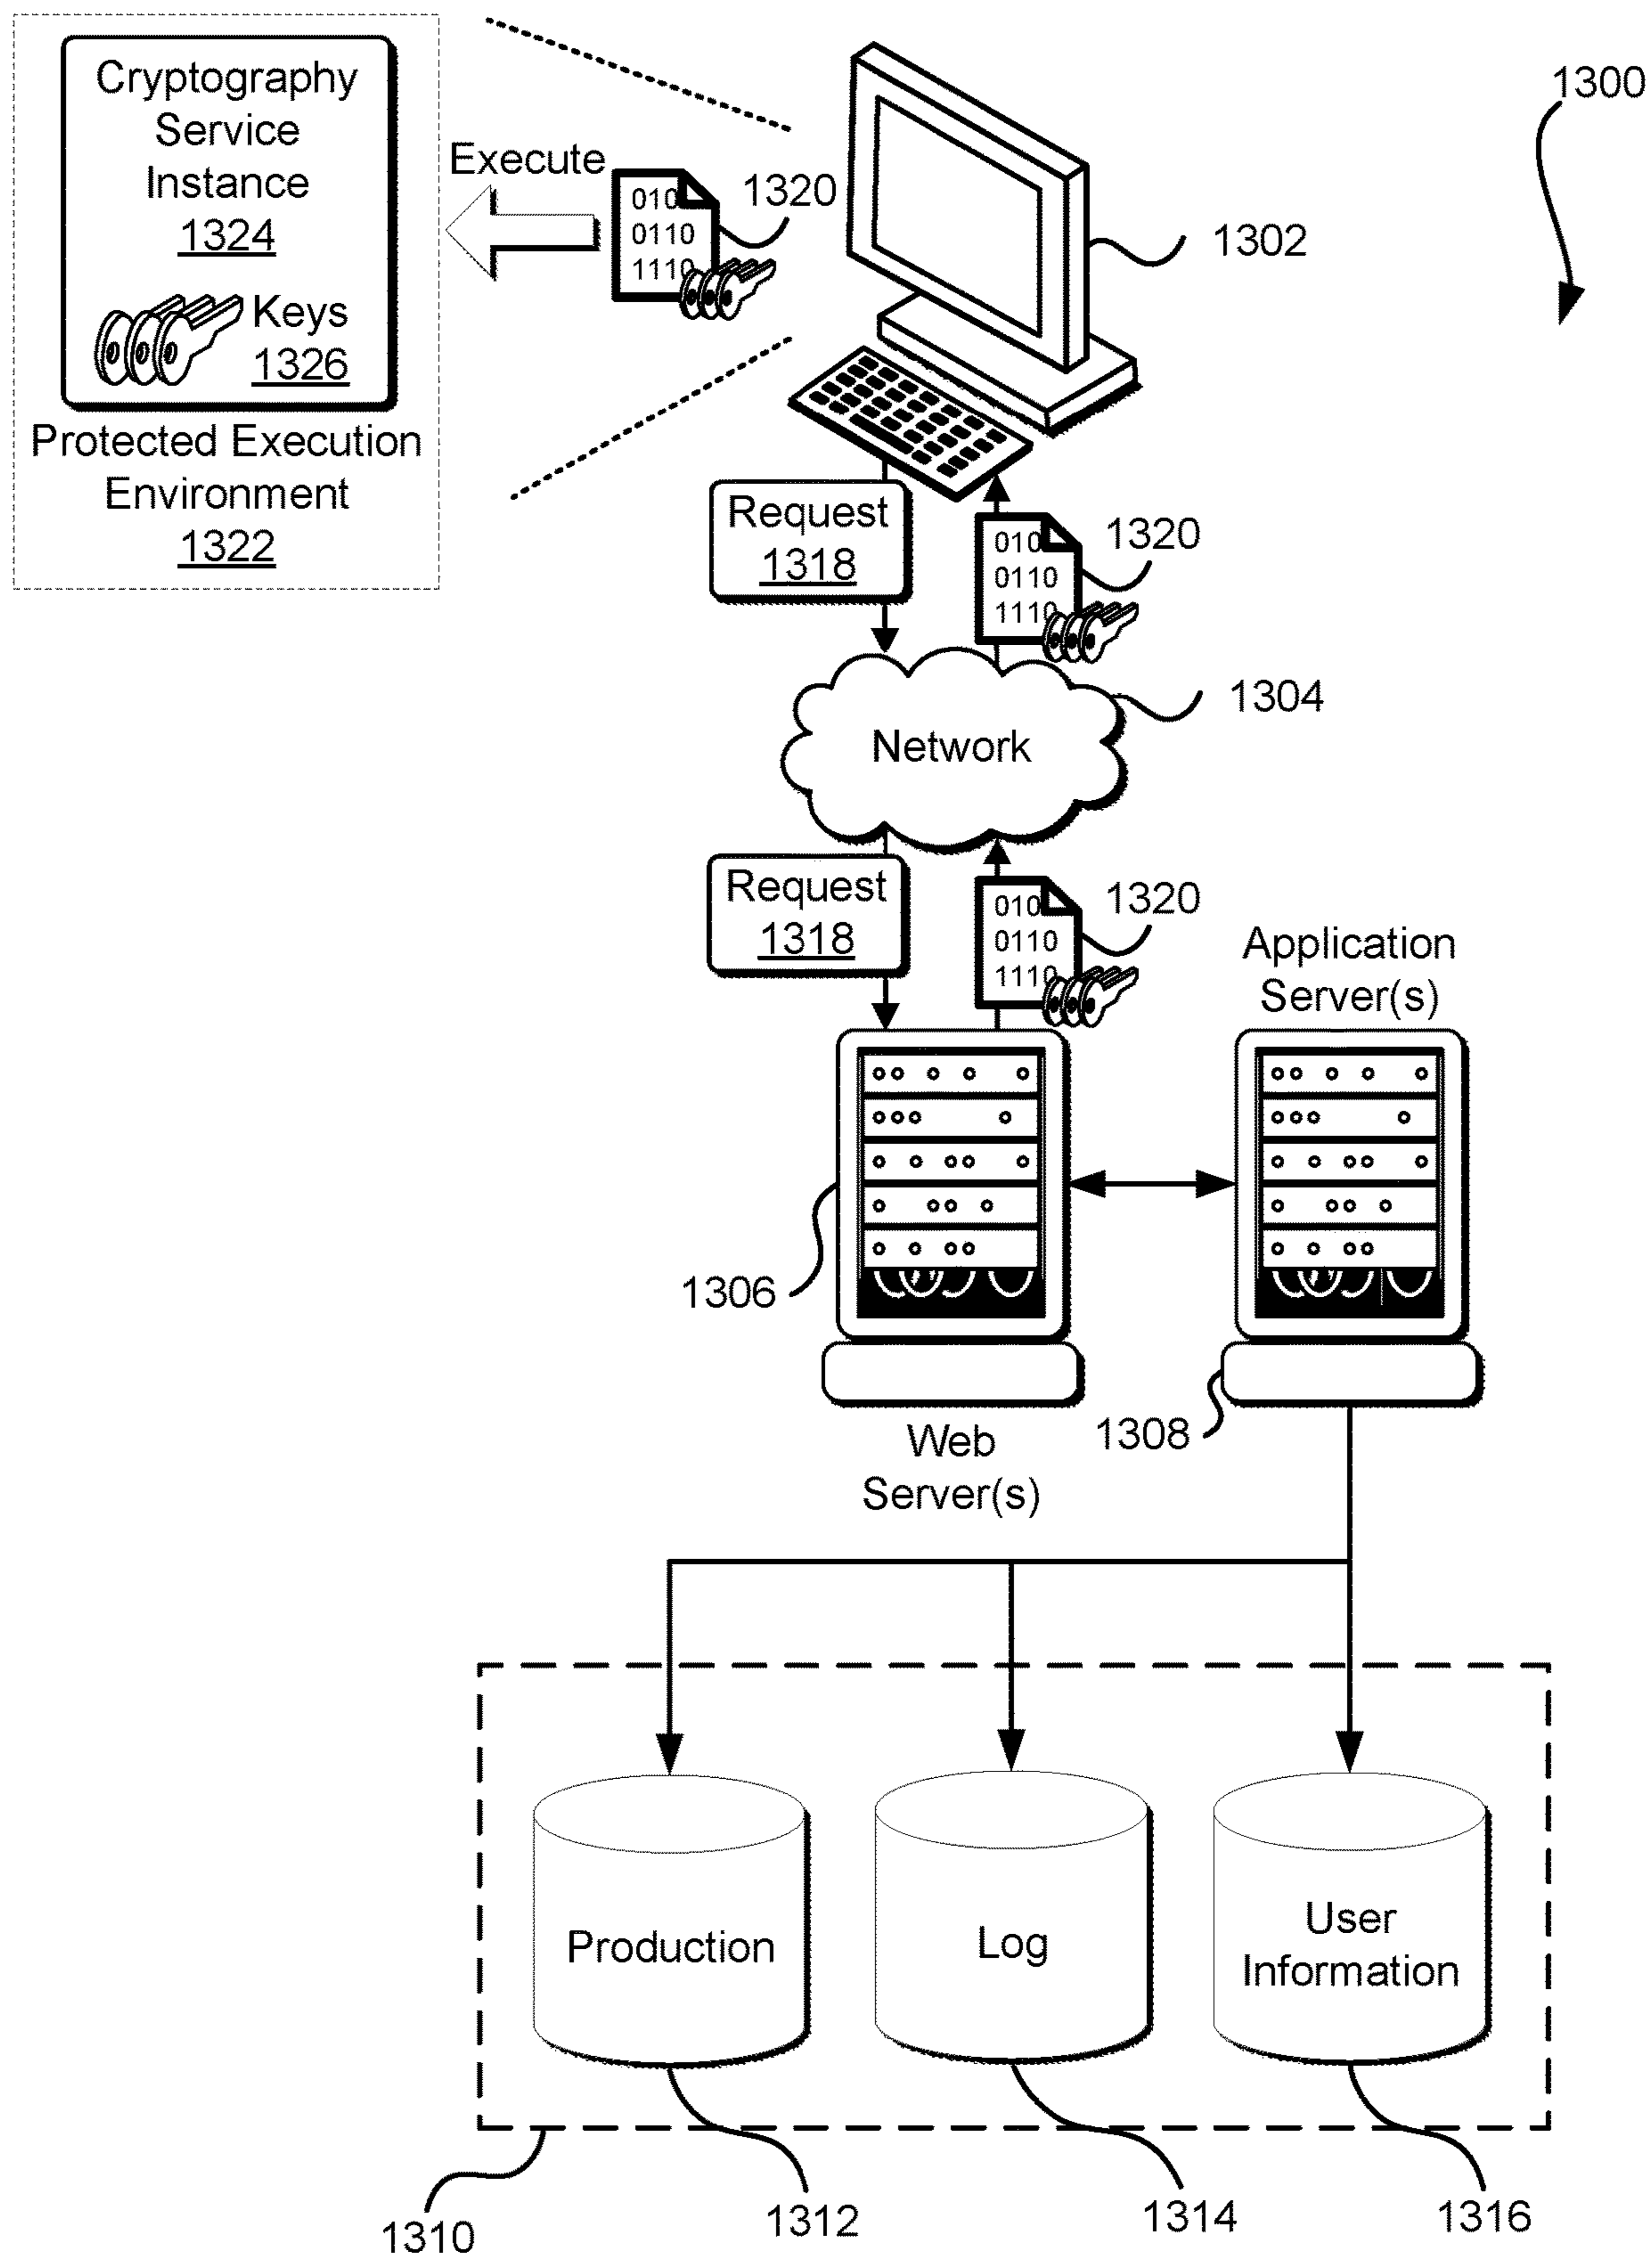 Cryptography
Service
Instance
1324
Keys
1326
Protected Execution
Environment
1322
Execute
010
0110
1110
1320
1302
1300
Request
1318
010
0110
1110
1320
Network
1304
Request
1318
010
0110
1110
1320
Application
Server(s)
1306
1308
Web
Server(s)
Production
Log
User
Information
1310
1312
1314
1316